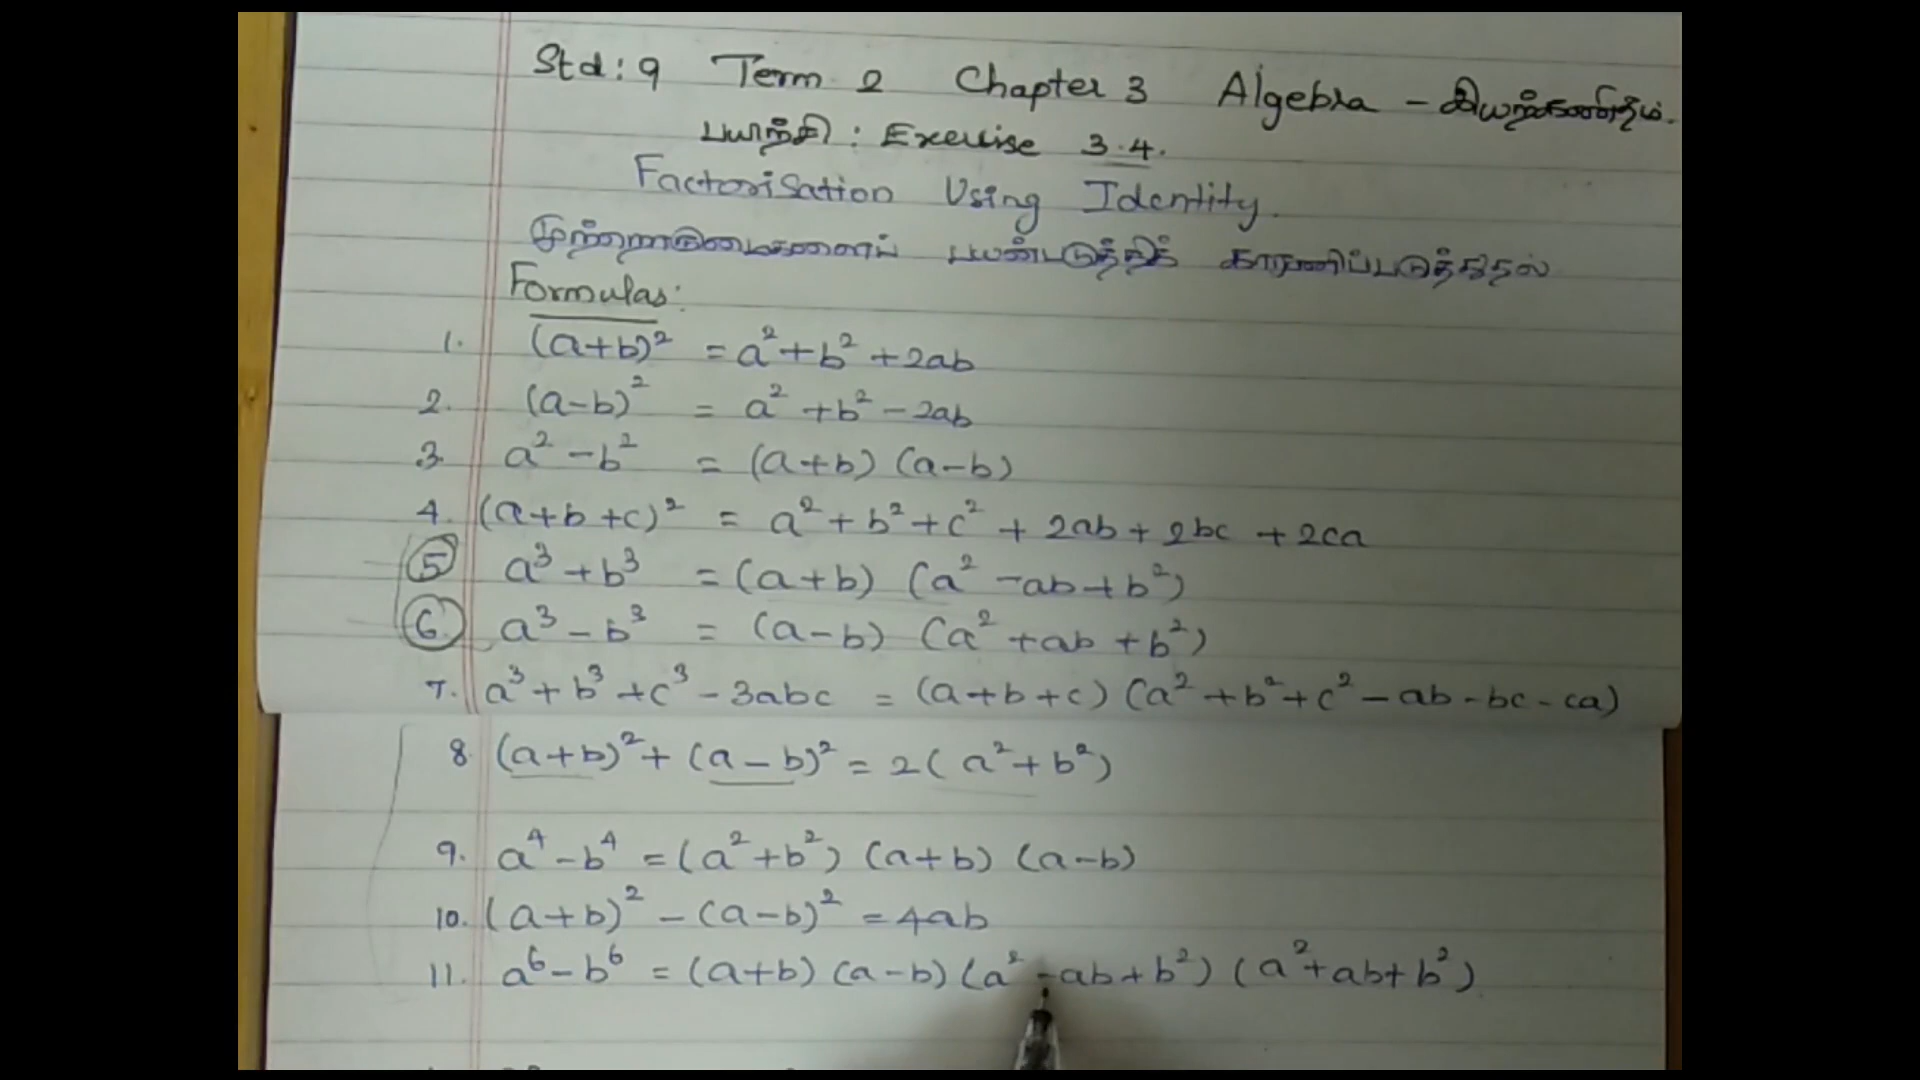 Std: 9 Term 2 Chapter 3 Algebra - இயற்கணிதம்.
பயிற்சி : Exercise 3.4.
Factorisation Using Identity.
முற்றொருமைகளைப் பயன்படுத்திக் காரணிப்படுத்துதல்
Formulas:
1. (a+b)² = a²+b²+2ab
2. (a-b)² = a²+b²-2ab
3. a²-b² = (a+b) (a-b)
4. (a+b+c)² = a²+b²+c²+2ab+2bc+2ca
5 a³+b³ = (a+b) (a²-ab+b²)
6. a³-b³ = (a-b) (a²+ab+b²)
7. a³+b³+c³-3abc = (a+b+c) (a²+b²+c²-ab-bc-ca)
8. (a+b)²+(a-b)² = 2(a²+b²)
9. a⁴-b⁴ = (a²+b²) (a+b) (a-b)
10. (a+b)²-(a-b)² = 4ab
11. a⁶-b⁶ = (a+b) (a-b) (a²-ab+b²) (a²+ab+b²)